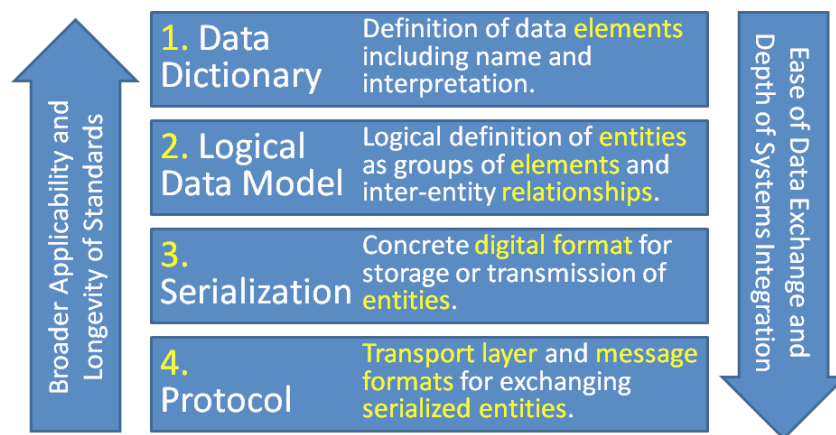 Broader Applicability and
Longevity of Standards
1. Data
Dictionary
Definition of data elements
including name and
interpretation.
2. Logical
Data Model
Logical definition of entities
as groups of elements and
inter-entity relationships.
3.
Serialization
Concrete digital format for
storage or transmission of
entities.
4.
Protocol
Transport layer and message
formats for exchanging
serialized entities.
Ease of Data Exchange and
Depth of Systems Integration